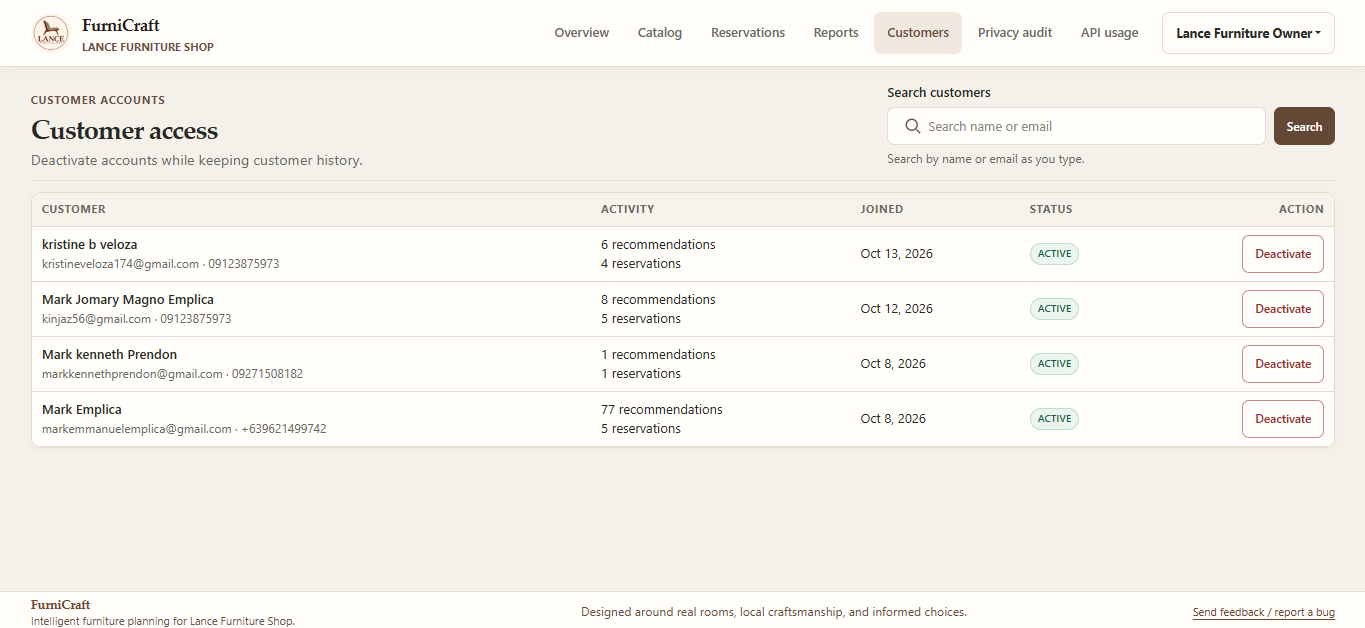 LANCE
FurniCraft
LANCE FURNITURE SHOP
Overview
Catalog
Reservations
Reports
Customers
Privacy audit
API usage
Lance Furniture Owner
CUSTOMER ACCOUNTS
Customer access
Deactivate accounts while keeping customer history.
Search customers
Search name or email
Search
Search by name or email as you type.
CUSTOMER ACTIVITY JOINED STATUS ACTION
kristine b veloza
kristineveloza174@gmail.com · 09123875973
6 recommendations
4 reservations
Oct 13, 2026
ACTIVE
Deactivate
Mark Jomary Magno Emplica
kinjaz56@gmail.com · 09123875973
8 recommendations
5 reservations
Oct 12, 2026
ACTIVE
Deactivate
Mark kenneth Prendon
markkennethprendon@gmail.com · 09271508182
1 recommendations
1 reservations
Oct 8, 2026
ACTIVE
Deactivate
Mark Emplica
markemmanuelemplica@gmail.com · +639621499742
77 recommendations
5 reservations
Oct 8, 2026
ACTIVE
Deactivate
FurniCraft
Intelligent furniture planning for Lance Furniture Shop.
Designed around real rooms, local craftsmanship, and informed choices.
Send feedback / report a bug